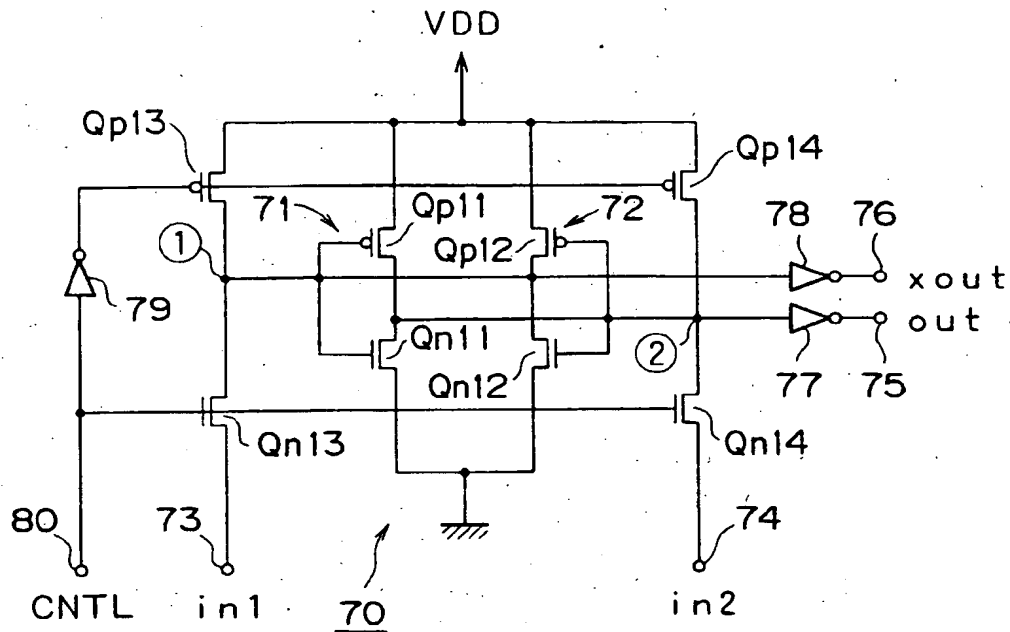 VDD
Qp13
Qp14
71
Qp11
72
Qp12
78
76
①
xout
79
out
Qn11
②
Qn12
77
75
Qn13
Qn14
80
73
74
CNTL
in1
70
in2